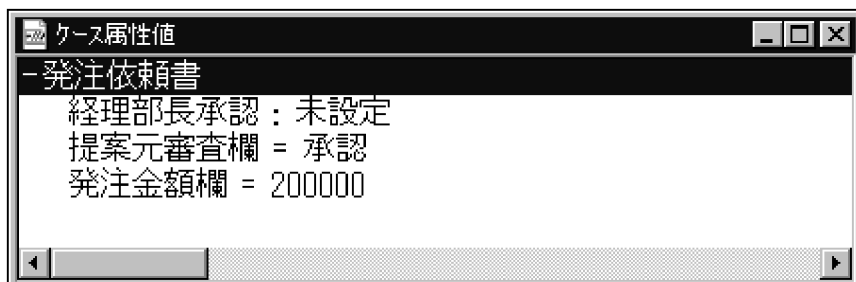 ケース属性値
-発注依頼書
経理部長承認 : 未設定
提案元審査欄 = 承認
発注金額欄 = 200000